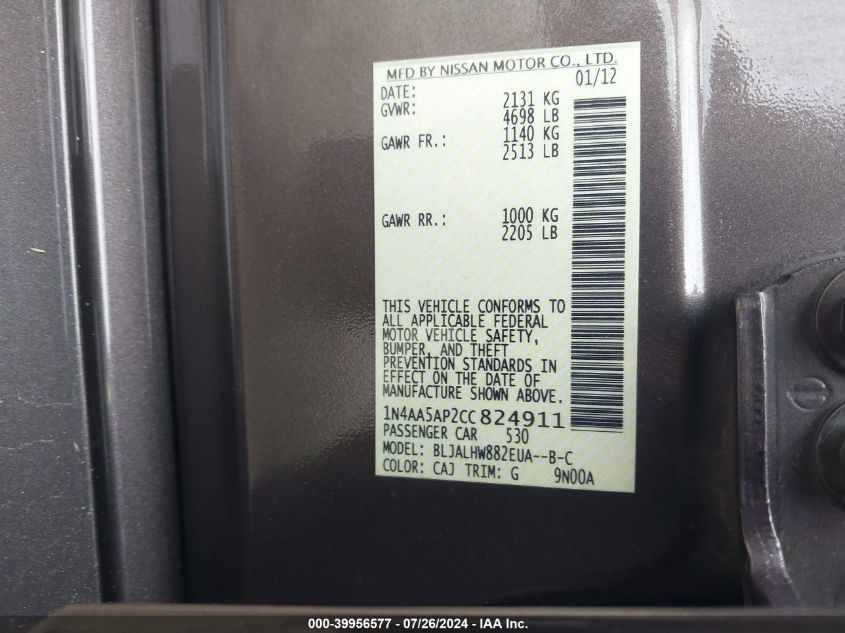 MFD BY NISSAN MOTOR CO., LTD.
DATE: 01/12
GVWR: 2131 KG
4698 LB
GAWR FR.: 1140 KG
2513 LB
GAWR RR.: 1000 KG
2205 LB
THIS VEHICLE CONFORMS TO
ALL APPLICABLE FEDERAL
MOTOR VEHICLE SAFETY,
BUMPER, AND THEFT
PREVENTION STANDARDS IN
EFFECT ON THE DATE OF
MANUFACTURE SHOWN ABOVE.
1N4AA5AP2CC824911
PASSENGER CAR 530
MODEL: BLJALHW882EUA--B-C
COLOR: CAJ TRIM: G 9N00A
000-39956577 / 07/26/2024 - IAA Inc.